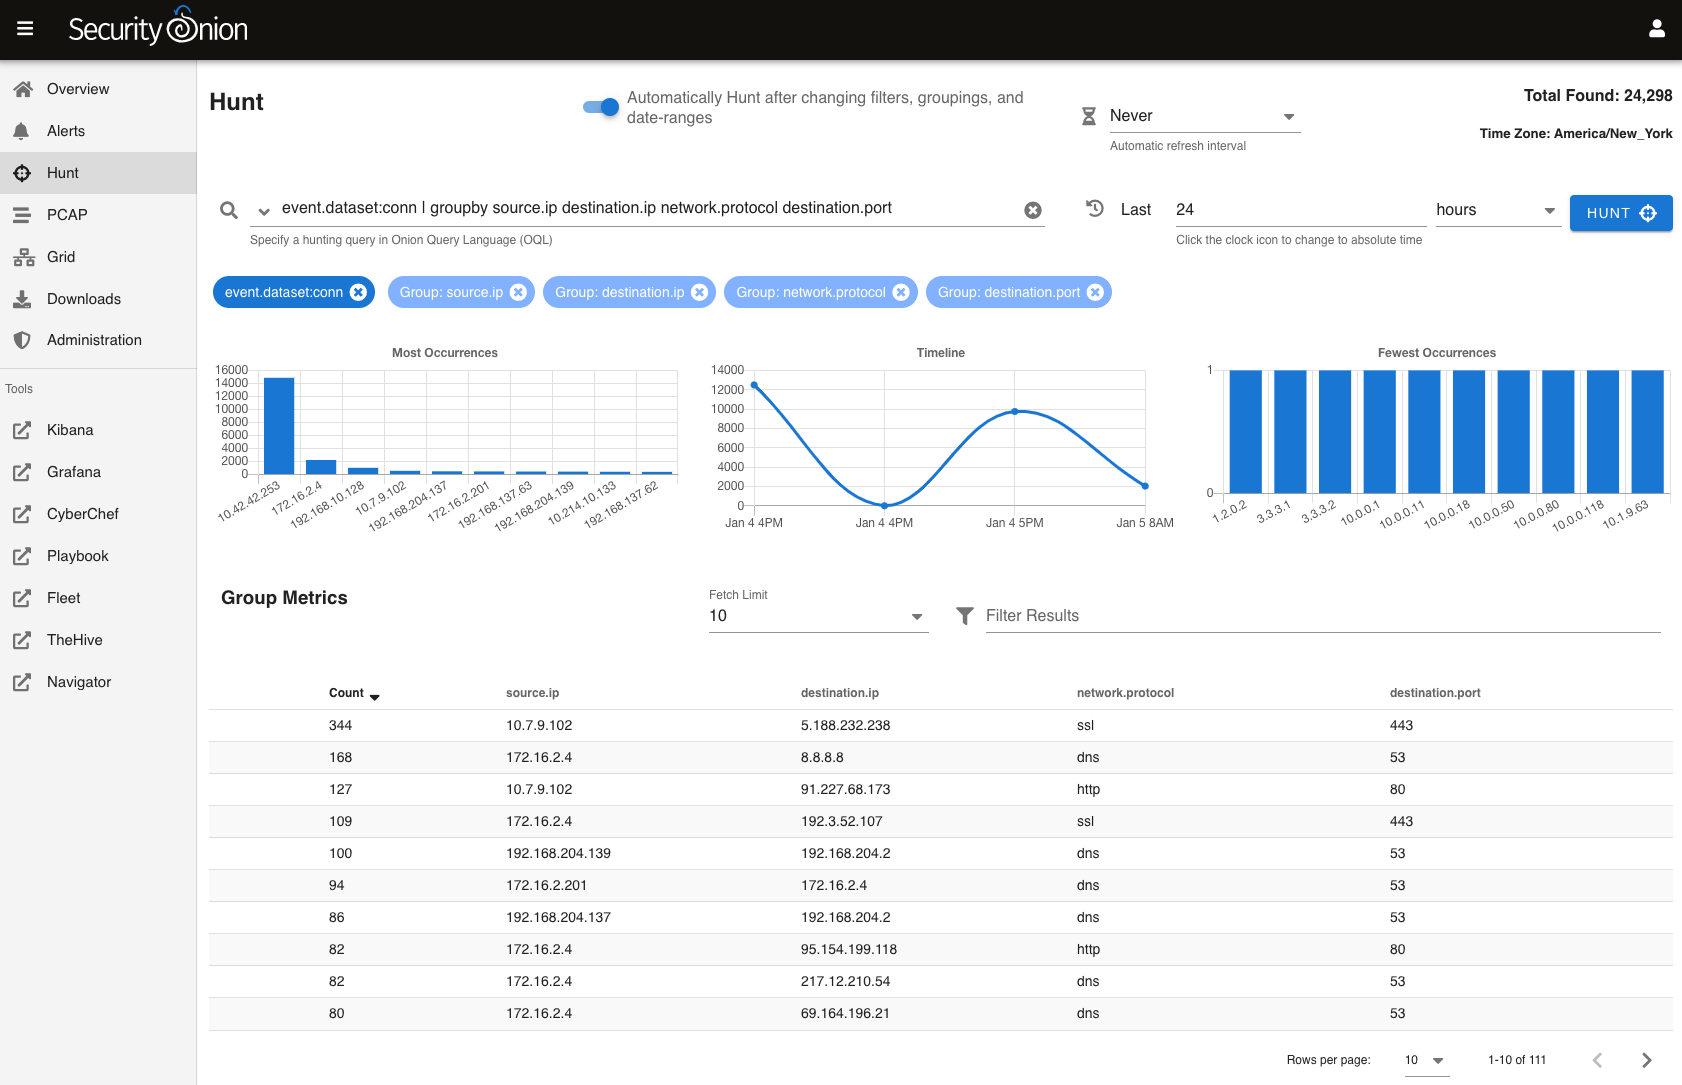 Security Onion
Overview
Alerts
Hunt
PCAP
Grid
Downloads
Administration
Tools
Kibana
Grafana
CyberChef
Playbook
Fleet
TheHive
Navigator
Hunt
Automatically Hunt after changing filters, groupings, and
date-ranges
Never
Automatic refresh interval
Total Found: 24,298
Time Zone: America/New_York
event.dataset:conn | groupby source.ip destination.ip network.protocol destination.port
Specify a hunting query in Onion Query Language (OQL)
Last 24 hours
Click the clock icon to change to absolute time
HUNT
event.dataset:conn Group: source.ip Group: destination.ip Group: network.protocol Group: destination.port
Most Occurrences
16000
14000
12000
10000
8000
6000
4000
2000
0
10.42.42.253
172.16.2.4
192.168.10.128
10.7.9.102
192.168.204.137
172.16.2.201
192.168.137.63
192.168.204.139
10.214.10.133
192.168.137.62
Timeline
14000
12000
10000
8000
6000
4000
2000
0
Jan 4 4PM Jan 4 4PM Jan 4 5PM Jan 5 8AM
Fewest Occurrences
1
0
1.2.0.2
3.3.3.1
3.3.3.2
10.0.0.1
10.0.0.11
10.0.0.18
10.0.0.50
10.0.0.80
10.0.0.118
10.1.9.63
Group Metrics
Fetch Limit
10
Filter Results
Count source.ip destination.ip network.protocol destination.port
344 10.7.9.102 5.188.232.238 ssl 443
168 172.16.2.4 8.8.8.8 dns 53
127 10.7.9.102 91.227.68.173 http 80
109 172.16.2.4 192.3.52.107 ssl 443
100 192.168.204.139 192.168.204.2 dns 53
94 172.16.2.201 172.16.2.4 dns 53
86 192.168.204.137 192.168.204.2 dns 53
82 172.16.2.4 95.154.199.118 http 80
82 172.16.2.4 217.12.210.54 dns 53
80 172.16.2.4 69.164.196.21 dns 53
Rows per page: 10 1-10 of 111